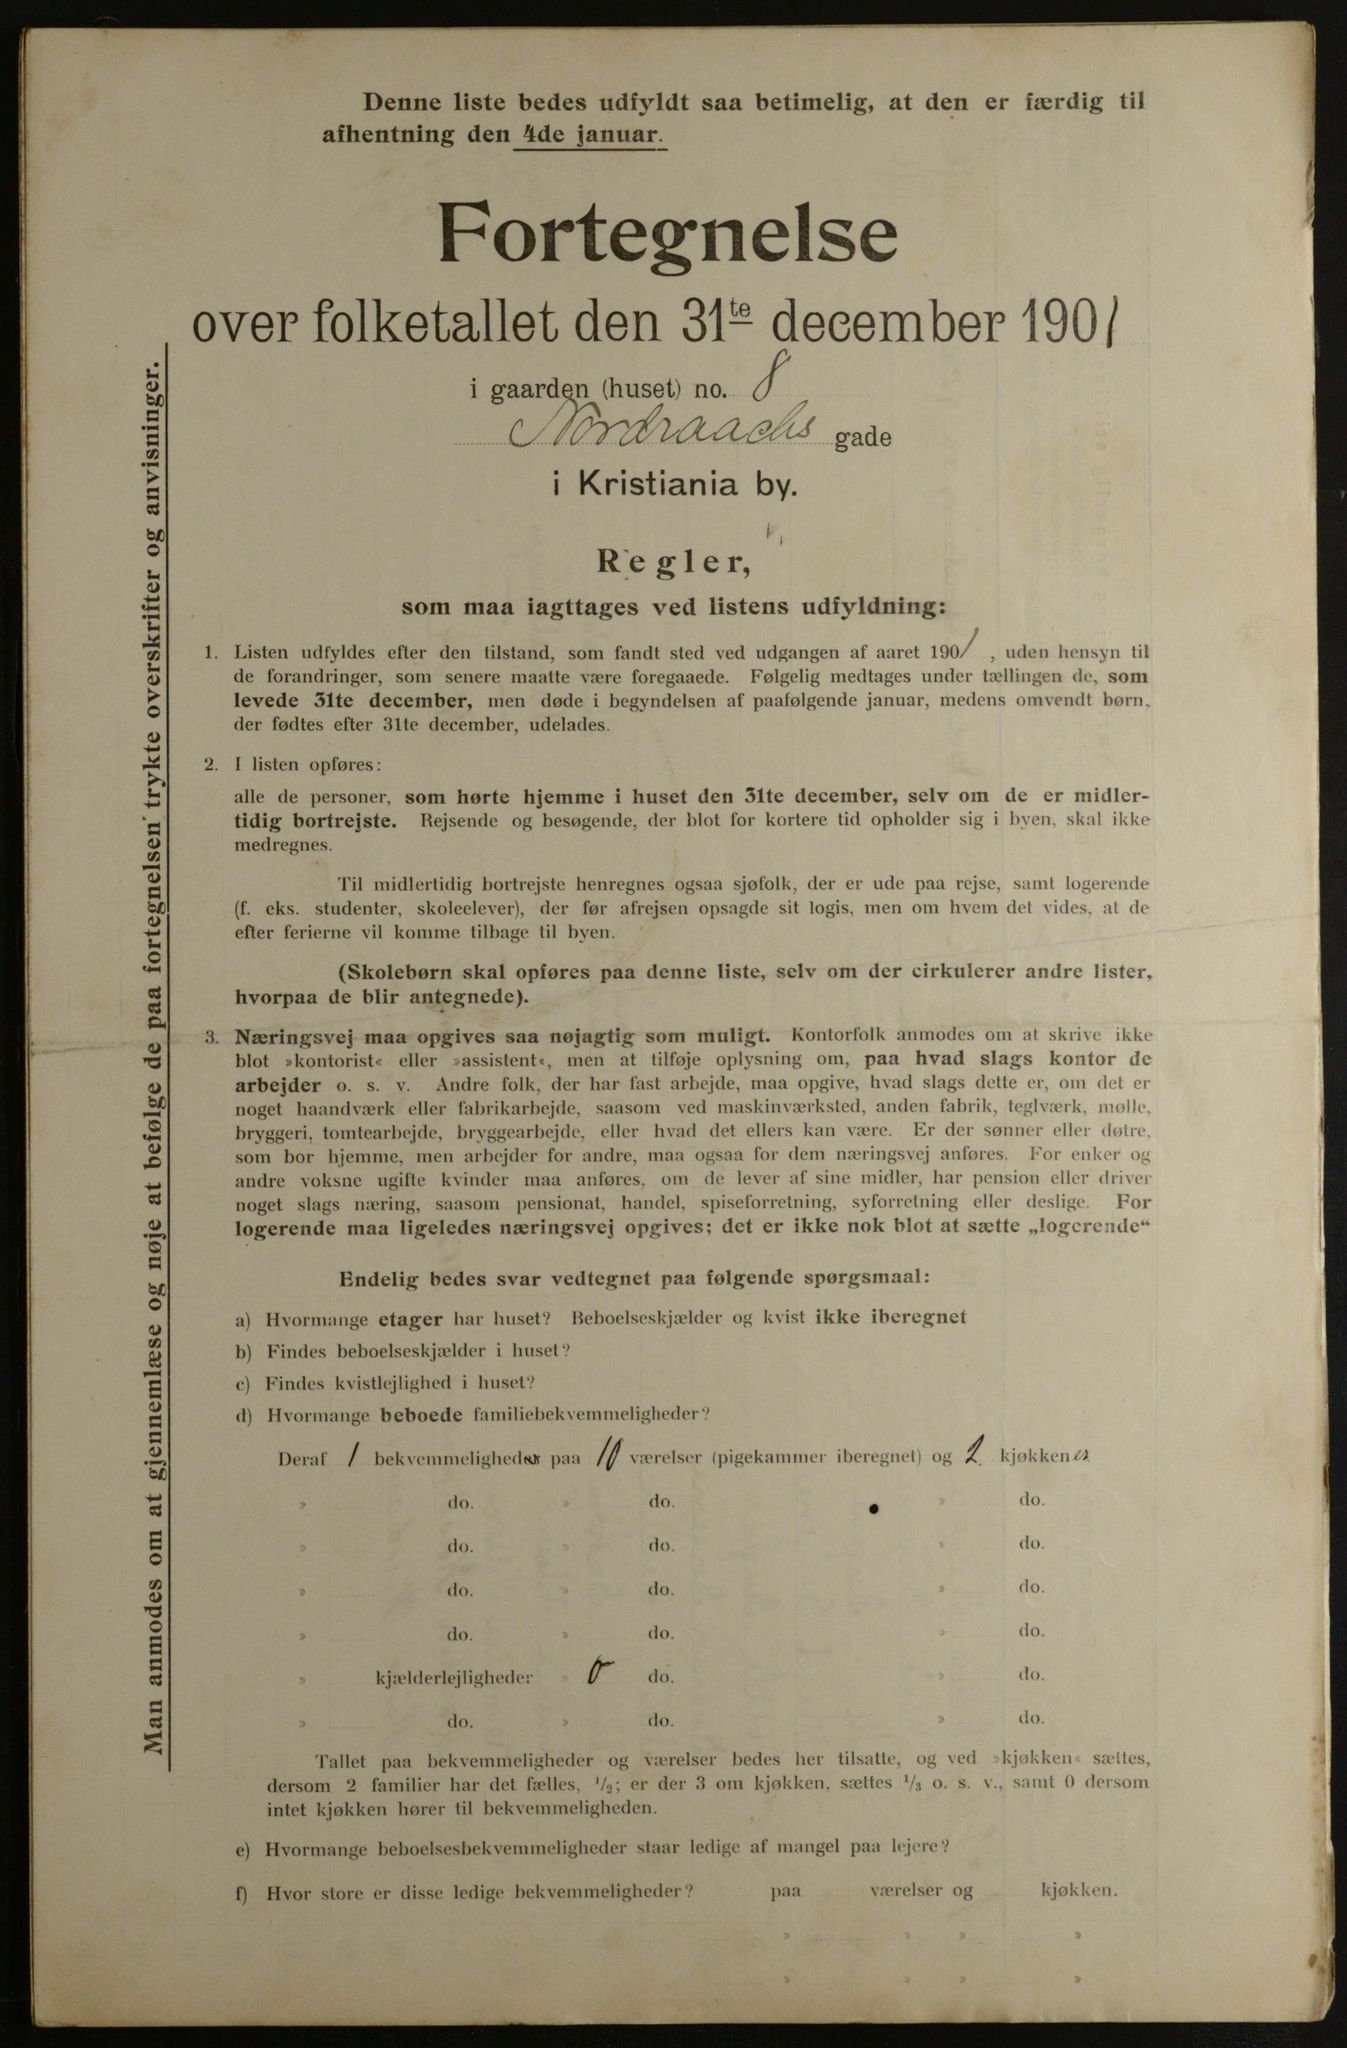 Denne liste bedes udfyldt saa betimelig, at den er færdig til
afhentning den 4de januar.
Fortegnelse
over folketallet den 31te december 1901
i gaarden (huset) no. 8
Nordraachs gade
i Kristiania by.
Regler,
som maa iagttages ved listens udfyldning:
1. Listen udfyldes efter den tilstand, som fandt sted ved udgangen af aaret 1901, uden hensyn til
de forandringer, som senere maatte være foregaaede. Følgelig medtages under tællingen de, som
levede 31te december, men døde i begyndelsen af paafølgende januar, medens omvendt børn,
der fødtes efter 31te december, udelades.
2. I listen opføres:
alle de personer, som hørte hjemme i huset den 31te december, selv om de er midler-
tidig bortrejste. Rejsende og besøgende, der blot for kortere tid opholder sig i byen, skal ikke
medregnes.
Til midlertidig bortrejste henregnes ogsaa sjøfolk, der er ude paa rejse, samt logerende
(f. eks. studenter, skoleelever), der før afrejsen opsagde sit logis, men om hvem det vides, at de
efter ferierne vil komme tilbage til byen.
(Skolebørn skal opføres paa denne liste, selv om der cirkulerer andre lister,
hvorpaa de blir antegnede).
3. Næringsvej maa opgives saa nøjagtig som muligt. Kontorfolk anmodes om at skrive ikke
blot »kontorist« eller »assistent«, men at tilføje oplysning om, paa hvad slags kontor de
arbejder o. s. v. Andre folk, der har fast arbejde, maa opgive, hvad slags dette er, om det er
noget haandværk eller fabrikarbejde, saasom ved maskinværksted, anden fabrik, teglværk, mølle,
bryggeri, tomtearbejde, bryggearbejde, eller hvad det ellers kan være. Er der sønner eller døtre,
som bor hjemme, men arbejder for andre, maa ogsaa for dem næringsvej anføres. For enker og
andre voksne ugifte kvinder maa anføres, om de lever af sine midler, har pension eller driver
noget slags næring, saasom pensionat, handel, spiseforretning, syforretning eller deslige. For
logerende maa ligeledes næringsvej opgives; det er ikke nok blot at sætte „logerende“
Endelig bedes svar vedtegnet paa følgende spørgsmaal:
a) Hvormange etager har huset? Beboelseskjælder og kvist ikke iberegnet
b) Findes beboelseskjælder i huset?
c) Findes kvistlejlighed i huset?
d) Hvormange beboede familiebekvemmeligheder?
Deraf 1 bekvemmeligheder paa 10 værelser (pigekammer iberegnet) og 2 kjøkkener
» do. » do. » do.
» do. » do. » do.
» do. » do. » do.
» do. » do. » do.
» kjælderlejligheder » 0 do. » do.
» do. » do. » do.
Tallet paa bekvemmeligheder og værelser bedes her tilsatte, og ved »kjøkken« sættes,
dersom 2 familier har det fælles, 1/2; er der 3 om kjøkken, sættes 1/3 o. s. v., samt 0 dersom
intet kjøkken hører til bekvemmeligheden.
e) Hvormange beboelsesbekvemmeligheder staar ledige af mangel paa lejere?
f) Hvor store er disse ledige bekvemmeligheder? paa værelser og kjøkken.
» » » »
» » » »
Man anmodes om at gjennemlæse og nøje at befølge de paa fortegnelsen trykte overskrifter og anvisninger.